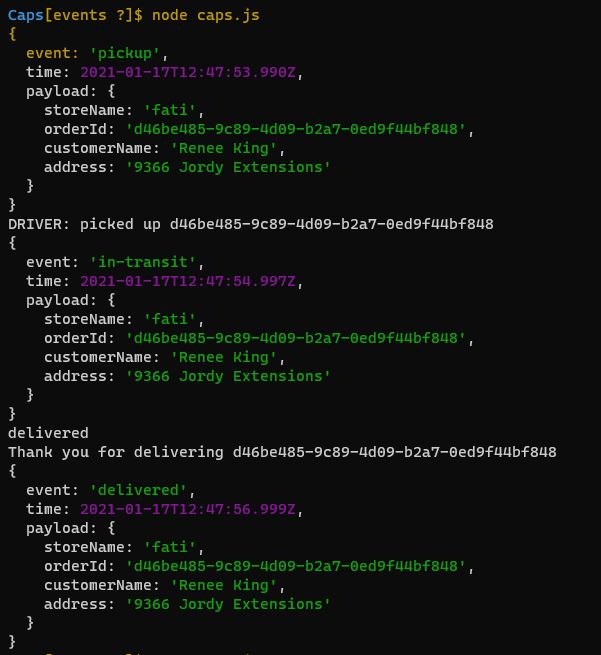 Caps[events ?]$ node caps.js
{
  event: 'pickup',
  time: 2021-01-17T12:47:53.990Z,
  payload: {
    storeName: 'fati',
    orderId: 'd46be485-9c89-4d09-b2a7-0ed9f44bf848',
    customerName: 'Renee King',
    address: '9366 Jordy Extensions'
  }
}
DRIVER: picked up d46be485-9c89-4d09-b2a7-0ed9f44bf848
{
  event: 'in-transit',
  time: 2021-01-17T12:47:54.997Z,
  payload: {
    storeName: 'fati',
    orderId: 'd46be485-9c89-4d09-b2a7-0ed9f44bf848',
    customerName: 'Renee King',
    address: '9366 Jordy Extensions'
  }
}
delivered
Thank you for delivering d46be485-9c89-4d09-b2a7-0ed9f44bf848
{
  event: 'delivered',
  time: 2021-01-17T12:47:56.999Z,
  payload: {
    storeName: 'fati',
    orderId: 'd46be485-9c89-4d09-b2a7-0ed9f44bf848',
    customerName: 'Renee King',
    address: '9366 Jordy Extensions'
  }
}